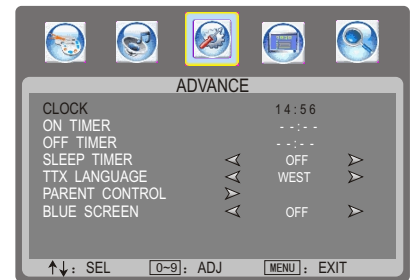 ADVANCE
CLOCK 14:56
ON TIMER --:--
OFF TIMER --:--
SLEEP TIMER OFF
TTX LANGUAGE WEST
PARENT CONTROL
BLUE SCREEN OFF
↑↓: SEL 0~9: ADJ MENU: EXIT